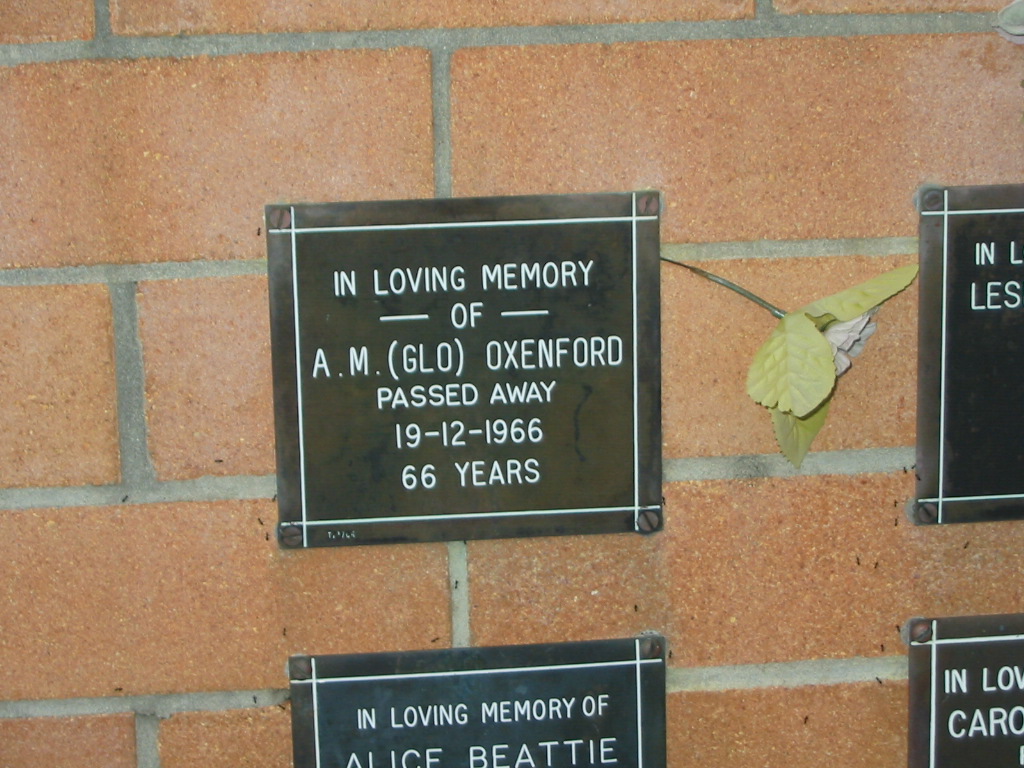 IN LOVING MEMORY
— OF —
A.M. (GLO) OXENFORD
PASSED AWAY
19-12-1966
66 YEARS
IN L
LES
IN LOVING MEMORY OF
ALICE BEATTIE
IN LOV
CARO